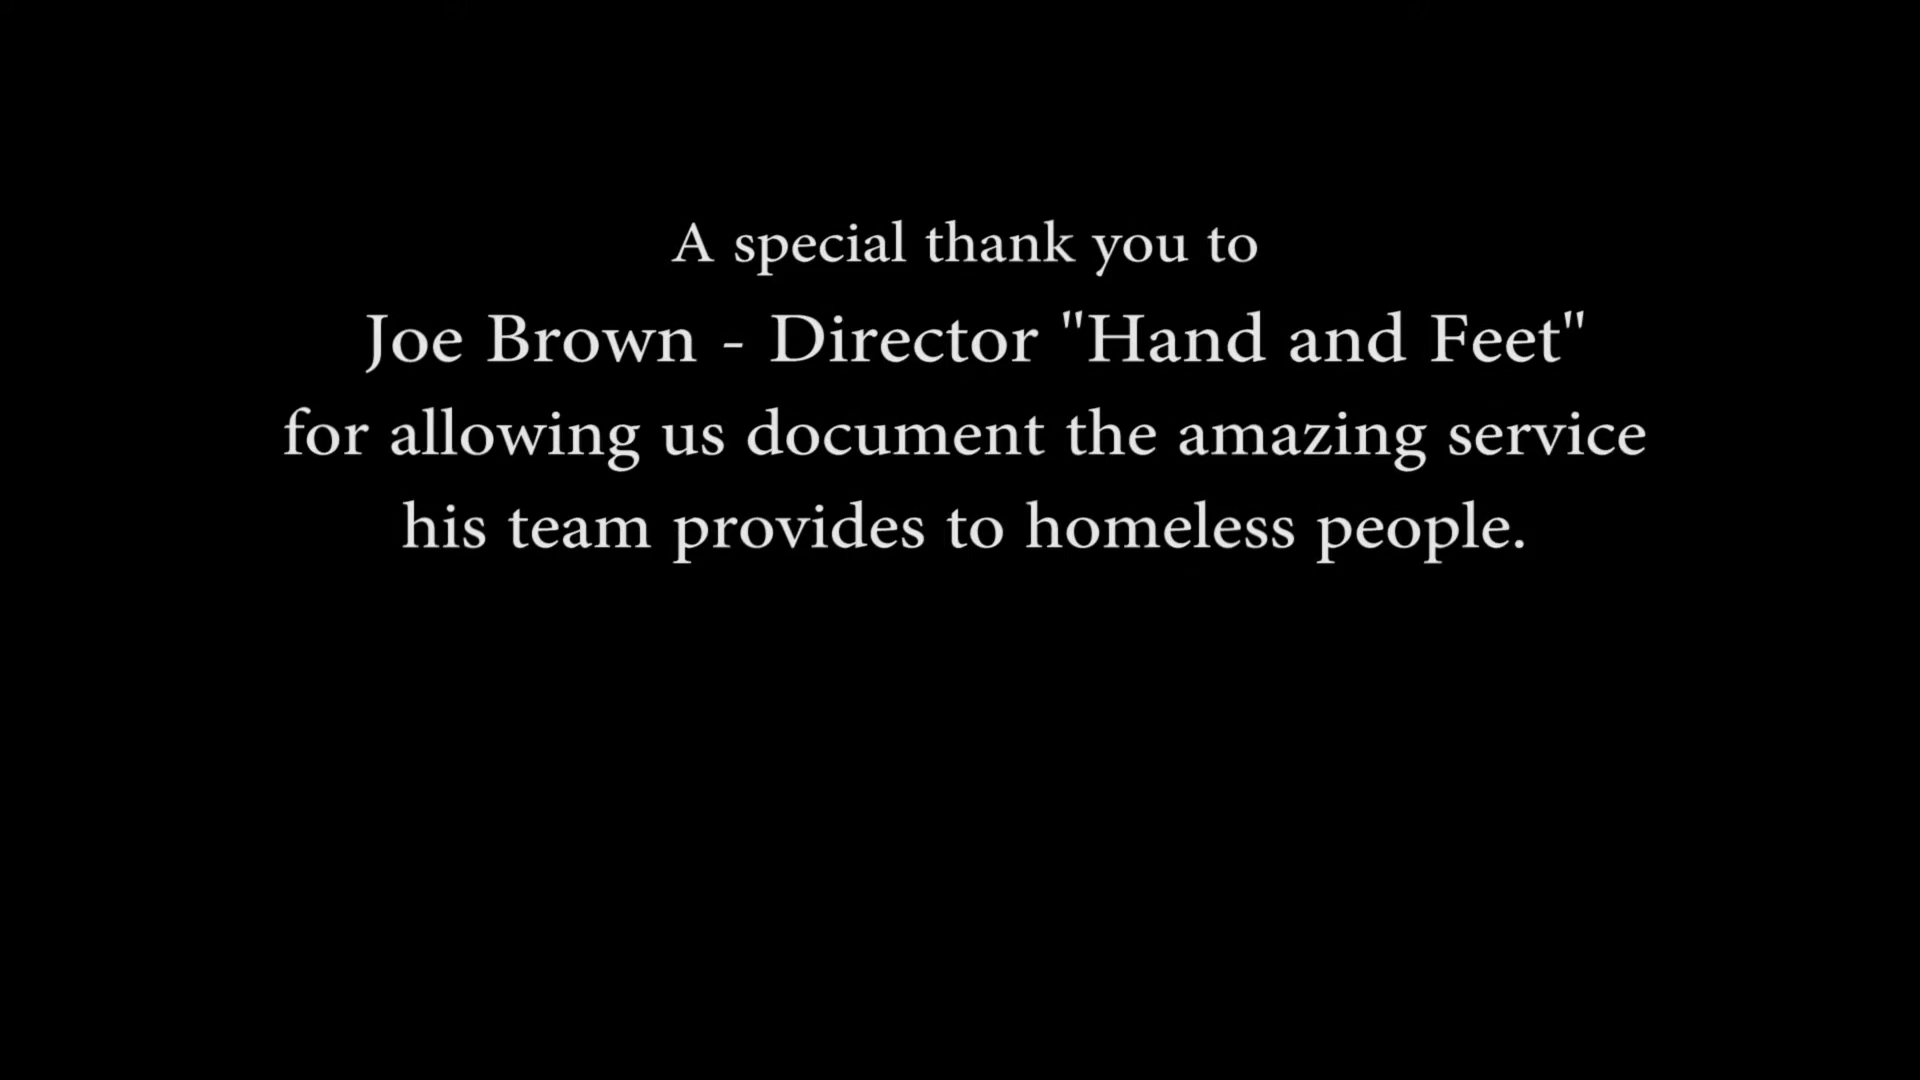 A special thank you to
Joe Brown - Director "Hand and Feet"
for allowing us document the amazing service
his team provides to homeless people.